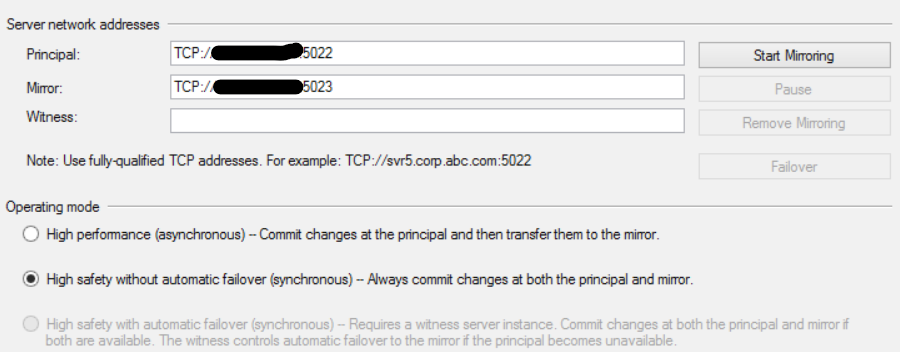 Server network addresses
Principal: TCP:// :5022 Start Mirroring
Mirror: TCP:// 5023 Pause
Witness: Remove Mirroring
Note: Use fully-qualified TCP addresses. For example: TCP://svr5.corp.abc.com:5022 Failover
Operating mode
High performance (asynchronous) – Commit changes at the principal and then transfer them to the mirror.
High safety without automatic failover (synchronous) – Always commit changes at both the principal and mirror.
High safety with automatic failover (synchronous) – Requires a witness server instance. Commit changes at both the principal and mirror if
both are available. The witness controls automatic failover to the mirror if the principal becomes unavailable.